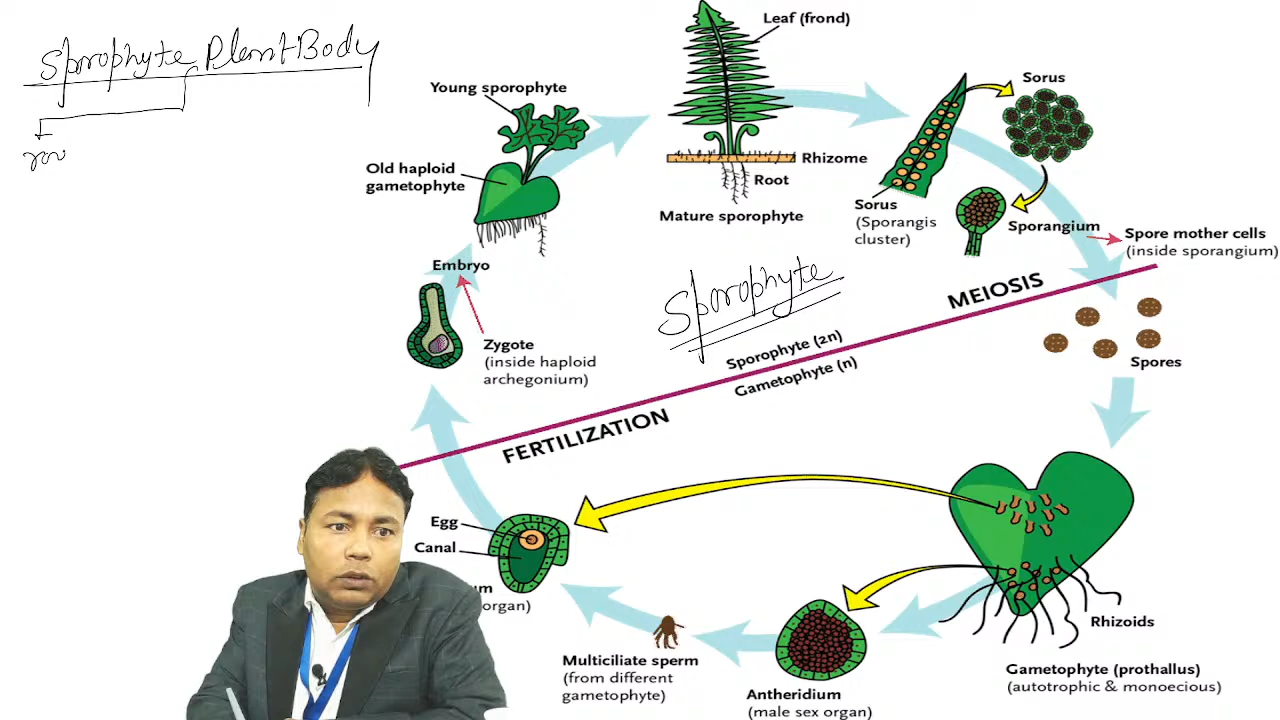 Sporophyte Plant Body
Leaf (frond)
Young sporophyte
Sorus
Old haploid
gametophyte
Rhizome
Root
Mature sporophyte
Sorus
(Sporangis
cluster)
Sporangium
Spore mother cells
(inside sporangium)
Embryo
Sporophyte
MEIOSIS
Zygote
(inside haploid
archegonium)
Sporophyte (2n)
Gametophyte (n)
Spores
FERTILIZATION
Egg
Canal
um
organ)
Rhizoids
Multiciliate sperm
(from different
gametophyte)
Gametophyte (prothallus)
(autotrophic & monoecious)
Antheridium
(male sex organ)